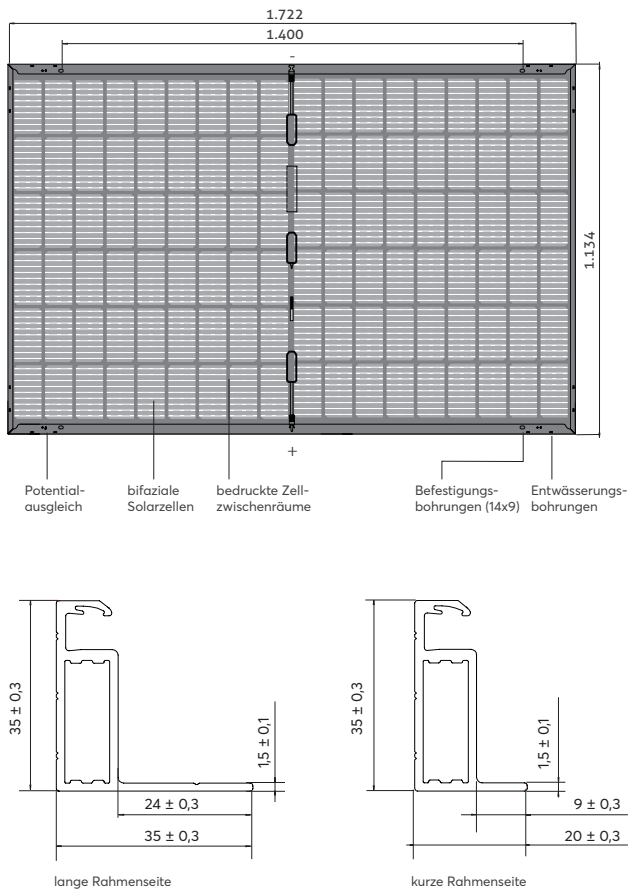 1.722
1.400
-
1.134
+
Potential-
ausgleich
bifaziale
Solarzellen
bedruckte Zell-
zwischenräume
Befestigungs-
bohrungen (14x9)
Entwässerungs-
bohrungen
35 ± 0,3
1,5 ± 0,1
24 ± 0,3
35 ± 0,3
lange Rahmenseite
35 ± 0,3
1,5 ± 0,1
9 ± 0,3
20 ± 0,3
kurze Rahmenseite